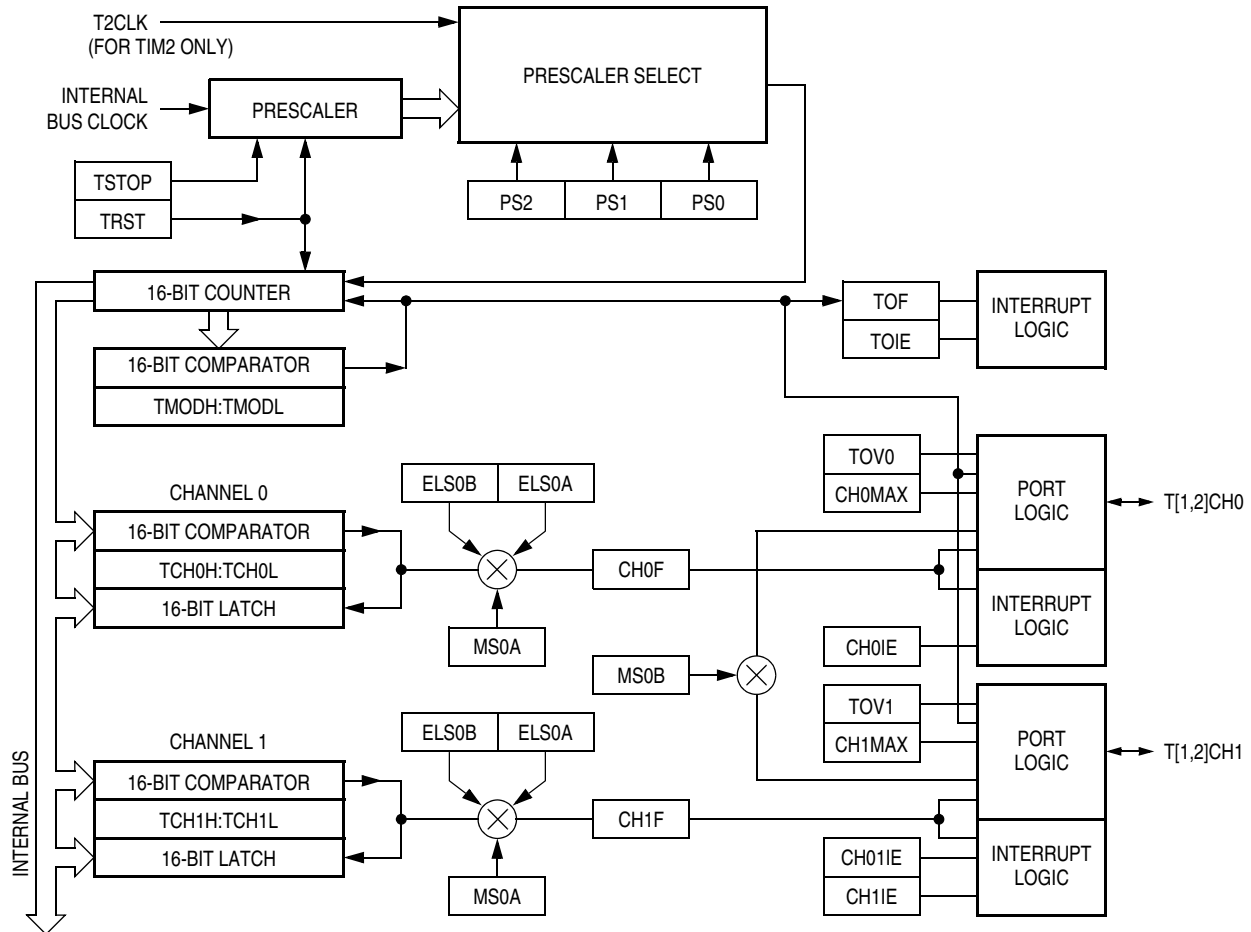 T2CLK
(FOR TIM2 ONLY)
PRESCALER SELECT
INTERNAL
BUS CLOCK
PRESCALER
TSTOP
TRST
PS2
PS1
PS0
16-BIT COUNTER
TOF
TOIE
INTERRUPT
LOGIC
16-BIT COMPARATOR
TMODH:TMODL
CHANNEL 0
16-BIT COMPARATOR
TCH0H:TCH0L
16-BIT LATCH
ELS0B
ELS0A
MS0A
CH0F
TOV0
CH0MAX
PORT
LOGIC
T[1,2]CH0
INTERRUPT
LOGIC
CH0IE
MS0B
CHANNEL 1
16-BIT COMPARATOR
TCH1H:TCH1L
16-BIT LATCH
ELS0B
ELS0A
MS0A
CH1F
TOV1
CH1MAX
PORT
LOGIC
T[1,2]CH1
CH01IE
CH1IE
INTERRUPT
LOGIC
INTERNAL BUS